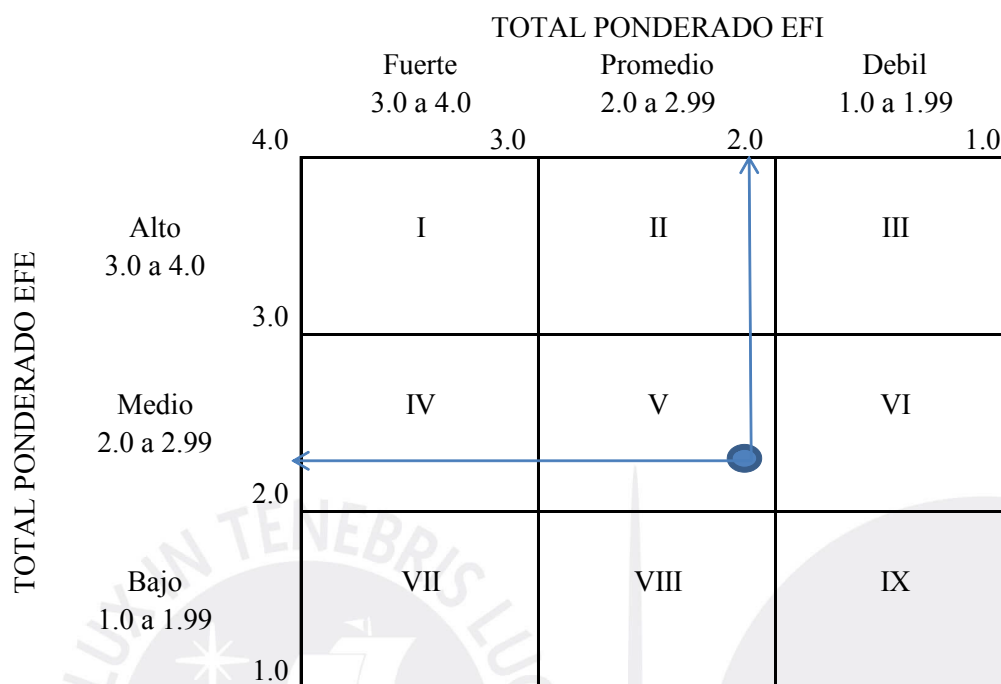 TOTAL PONDERADO EFI
Fuerte Promedio Debil
3.0 a 4.0 2.0 a 2.99 1.0 a 1.99
4.0 3.0 2.0 1.0
TOTAL PONDERADO EFE
Alto
3.0 a 4.0
I II III
3.0
Medio
2.0 a 2.99
IV V VI
2.0
Bajo
1.0 a 1.99
VII VIII IX
1.0
LUX IN TENEBRIS